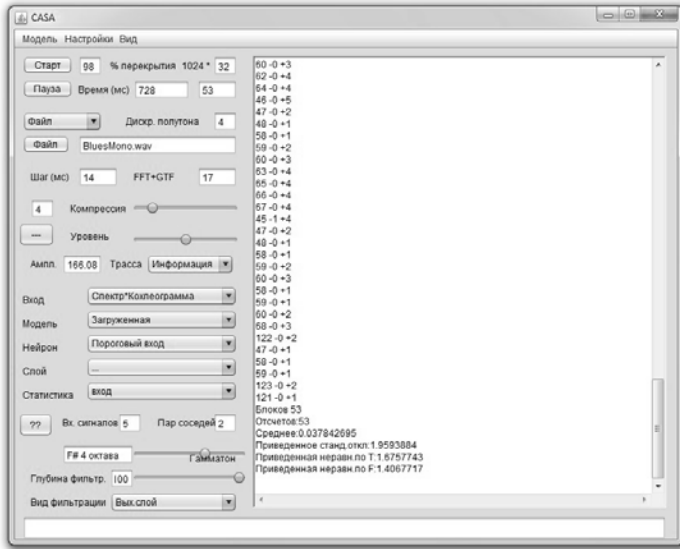 CASA
Модель Настройки Вид
Старт 98 % перекрытия 1024 * 32
Пауза Время (мс) 728 53
Файл Дискр. полутона 4
Файл BluesMono.wav
Шаг (мс) 14 FFT+GTF 17
4 Компрессия
--- Уровень
Ампл. 166.08 Трасса Информация
Вход Спектр*Кохлеограмма
Модель Загруженная
Нейрон Пороговый вход
Слой ...
Статистика вход
?? Вх. сигналов 5 Пар соседей 2
F# 4 октава Гамматон
Глубина фильтр. 100
Вид фильтрации Вых.слой
60 -0 +3
62 -0 +4
64 -0 +4
46 -0 +5
47 -0 +2
48 -0 +1
58 -0 +1
59 -0 +2
60 -0 +3
63 -0 +4
65 -0 +4
66 -0 +4
67 -0 +4
45 -1 +4
47 -0 +2
48 -0 +1
58 -0 +1
59 -0 +2
60 -0 +3
58 -0 +1
59 -0 +1
60 -0 +2
68 -0 +3
122 -0 +2
47 -0 +1
58 -0 +1
59 -0 +1
123 -0 +2
121 -0 +1
Блоков 53
Отсчетов:53
Среднее:0.037842695
Приведенное станд.откл:1.9593884
Приведенная неравн.по Т:1.6757743
Приведенная неравн.по F:1.4067717